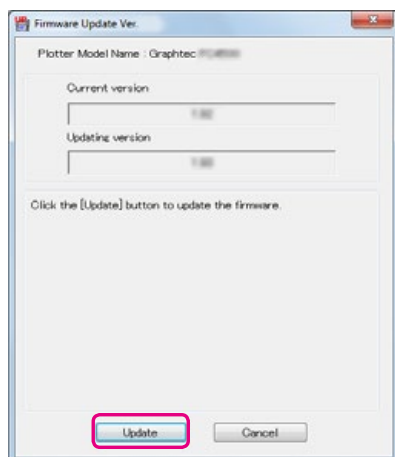 Firmware Update Ver.
Plotter Model Name : Graphtec
Current version
Updating version
Click the [Update] button to update the firmware.
Update
Cancel